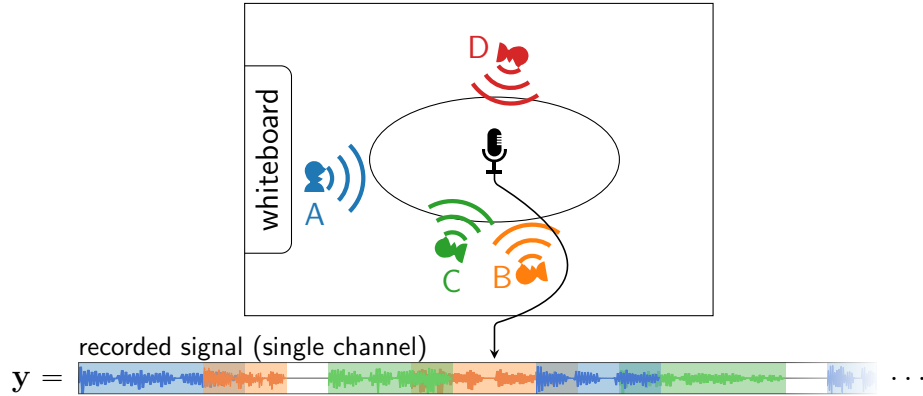 D
whiteboard
A
C
B
recorded signal (single channel)
y = ...